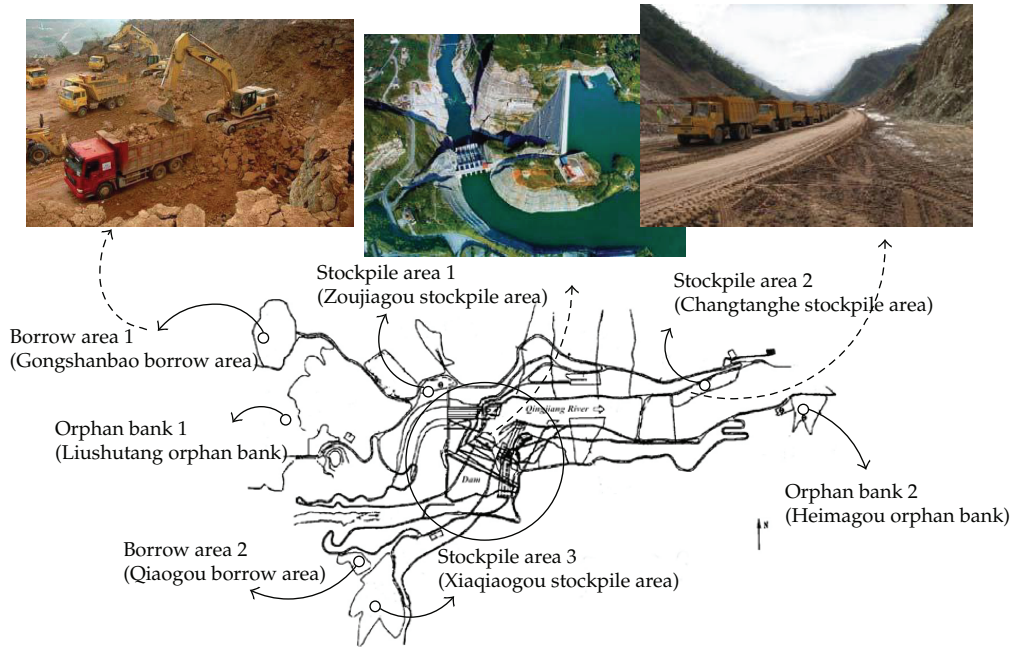 Stockpile area 1
(Zoujiagou stockpile area)
Stockpile area 2
(Changtanghe stockpile area)
Borrow area 1
(Gongshanbao borrow area)
Qingjiang River
Orphan bank 1
(Liushutang orphan bank)
Dam
Orphan bank 2
(Heimagou orphan bank)
N
Borrow area 2
(Qiaogou borrow area)
Stockpile area 3
(Xiaqiaogou stockpile area)